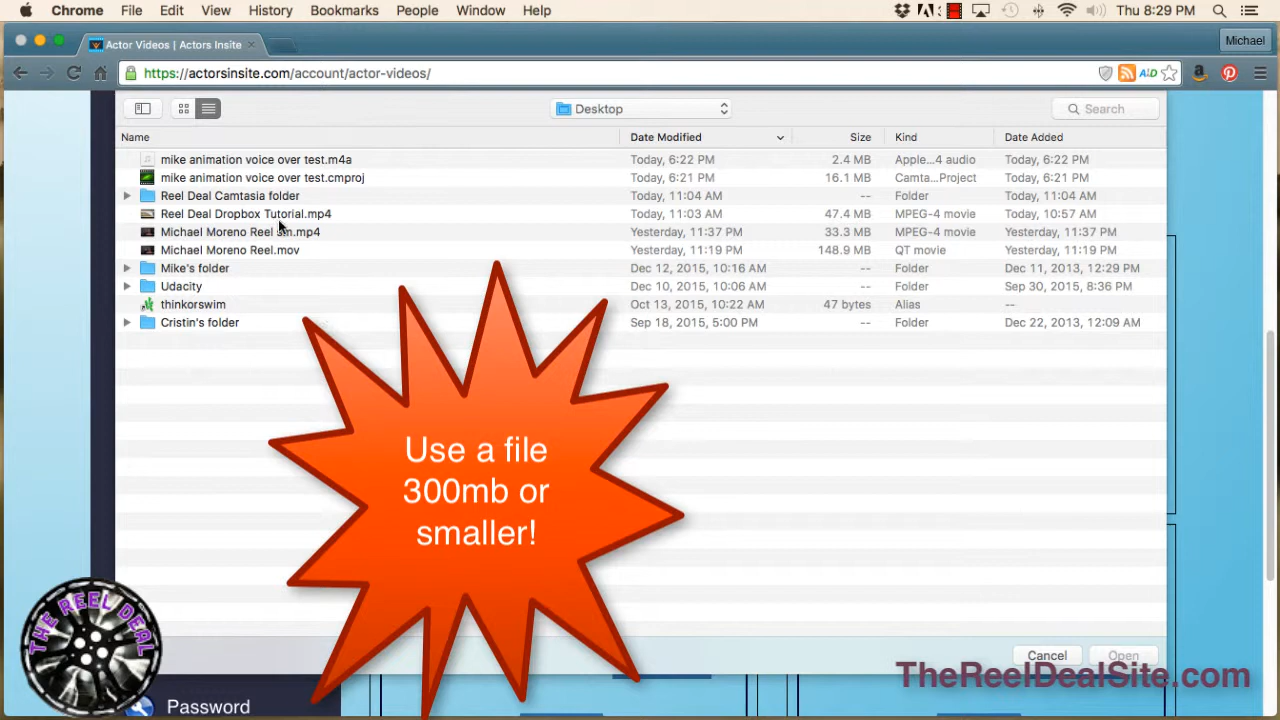 Chrome File Edit View History Bookmarks People Window Help Thu 8:29 PM
Actor Videos | Actors Insite Michael
https://actorsinsite.com/account/actor-videos/
Desktop Search
Name Date Modified Size Kind Date Added
mike animation voice over test.m4a Today, 6:22 PM 2.4 MB Apple...4 audio Today, 6:22 PM
mike animation voice over test.cmproj Today, 6:21 PM 16.1 MB Camta...Project Today, 6:21 PM
Reel Deal Camtasia folder Today, 11:04 AM -- Folder Today, 11:04 AM
Reel Deal Dropbox Tutorial.mp4 Today, 11:03 AM 47.4 MB MPEG-4 movie Today, 10:57 AM
Michael Moreno Reel sm.mp4 Yesterday, 11:37 PM 33.3 MB MPEG-4 movie Yesterday, 11:37 PM
Michael Moreno Reel.mov Yesterday, 11:19 PM 148.9 MB QT movie Yesterday, 11:19 PM
Mike's folder Dec 12, 2015, 10:16 AM -- Folder Dec 11, 2013, 12:29 PM
Udacity Dec 10, 2015, 10:06 AM -- Folder Sep 30, 2015, 8:36 PM
thinkorswim Oct 13, 2015, 10:22 AM 47 bytes Alias --
Cristin's folder Sep 18, 2015, 5:00 PM -- Folder Dec 22, 2013, 12:09 AM
Use a file
300mb or
smaller!
THE REEL DEAL
Cancel Open
TheReelDealSite.com
Password